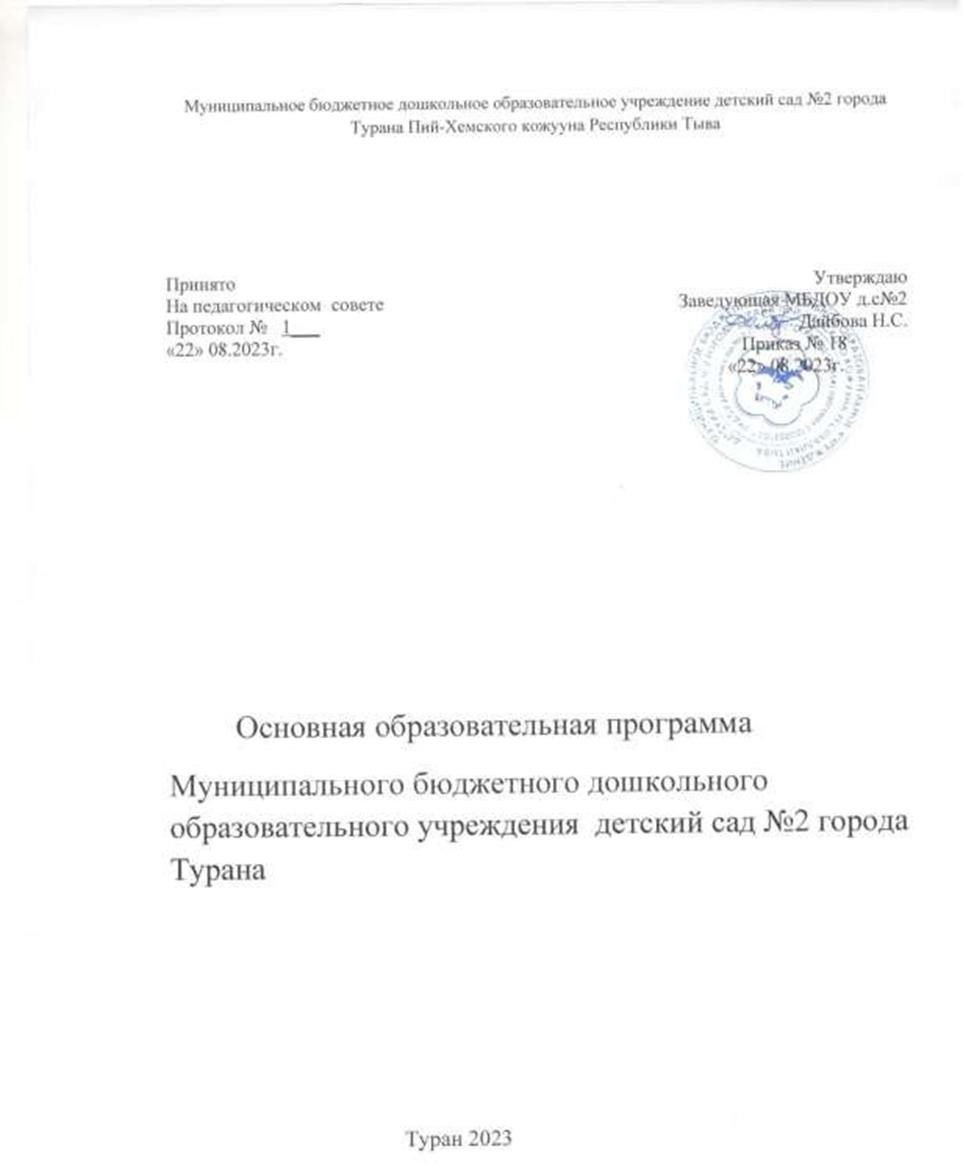 Муниципальное бюджетное дошкольное образовательное учреждение детский сад №2 города
Турана Пий-Хемского кожууна Республики Тыва
Принято
На педагогическом совете
Протокол № 1___
«22» 08.2023г.
Утверждаю
Заведующая МБДОУ д.с№2
Дайбова Н.С.
Приказ № 18
«22» 08.2023г.
Основная образовательная программа
Муниципального бюджетного дошкольного
образовательного учреждения детский сад №2 города
Турана
Туран 2023